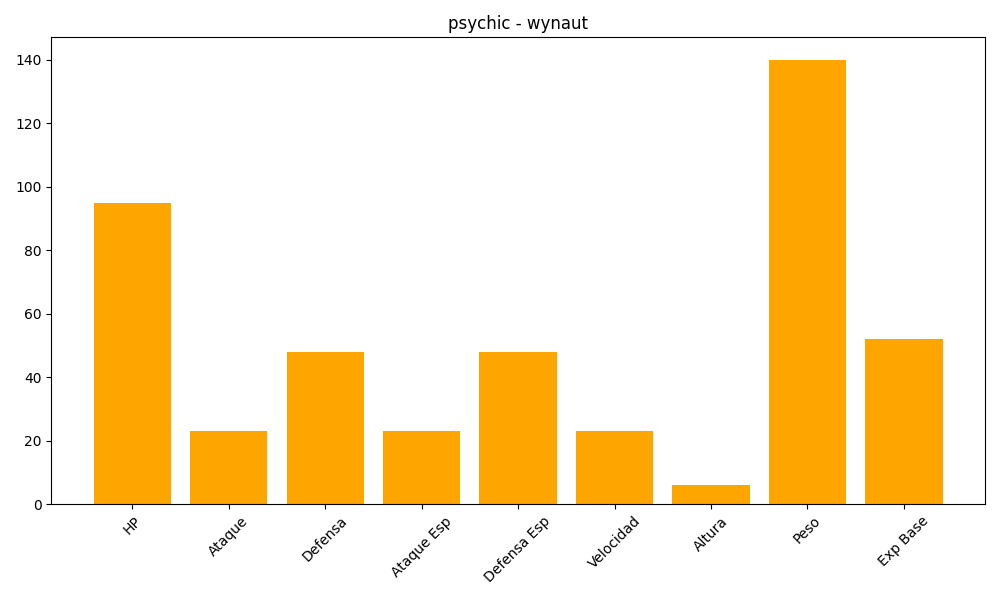 psychic - wynaut
140
120
100
80
60
40
20
0
HP
Ataque
Defensa
Ataque Esp
Defensa Esp
Velocidad
Altura
Peso
Exp Base